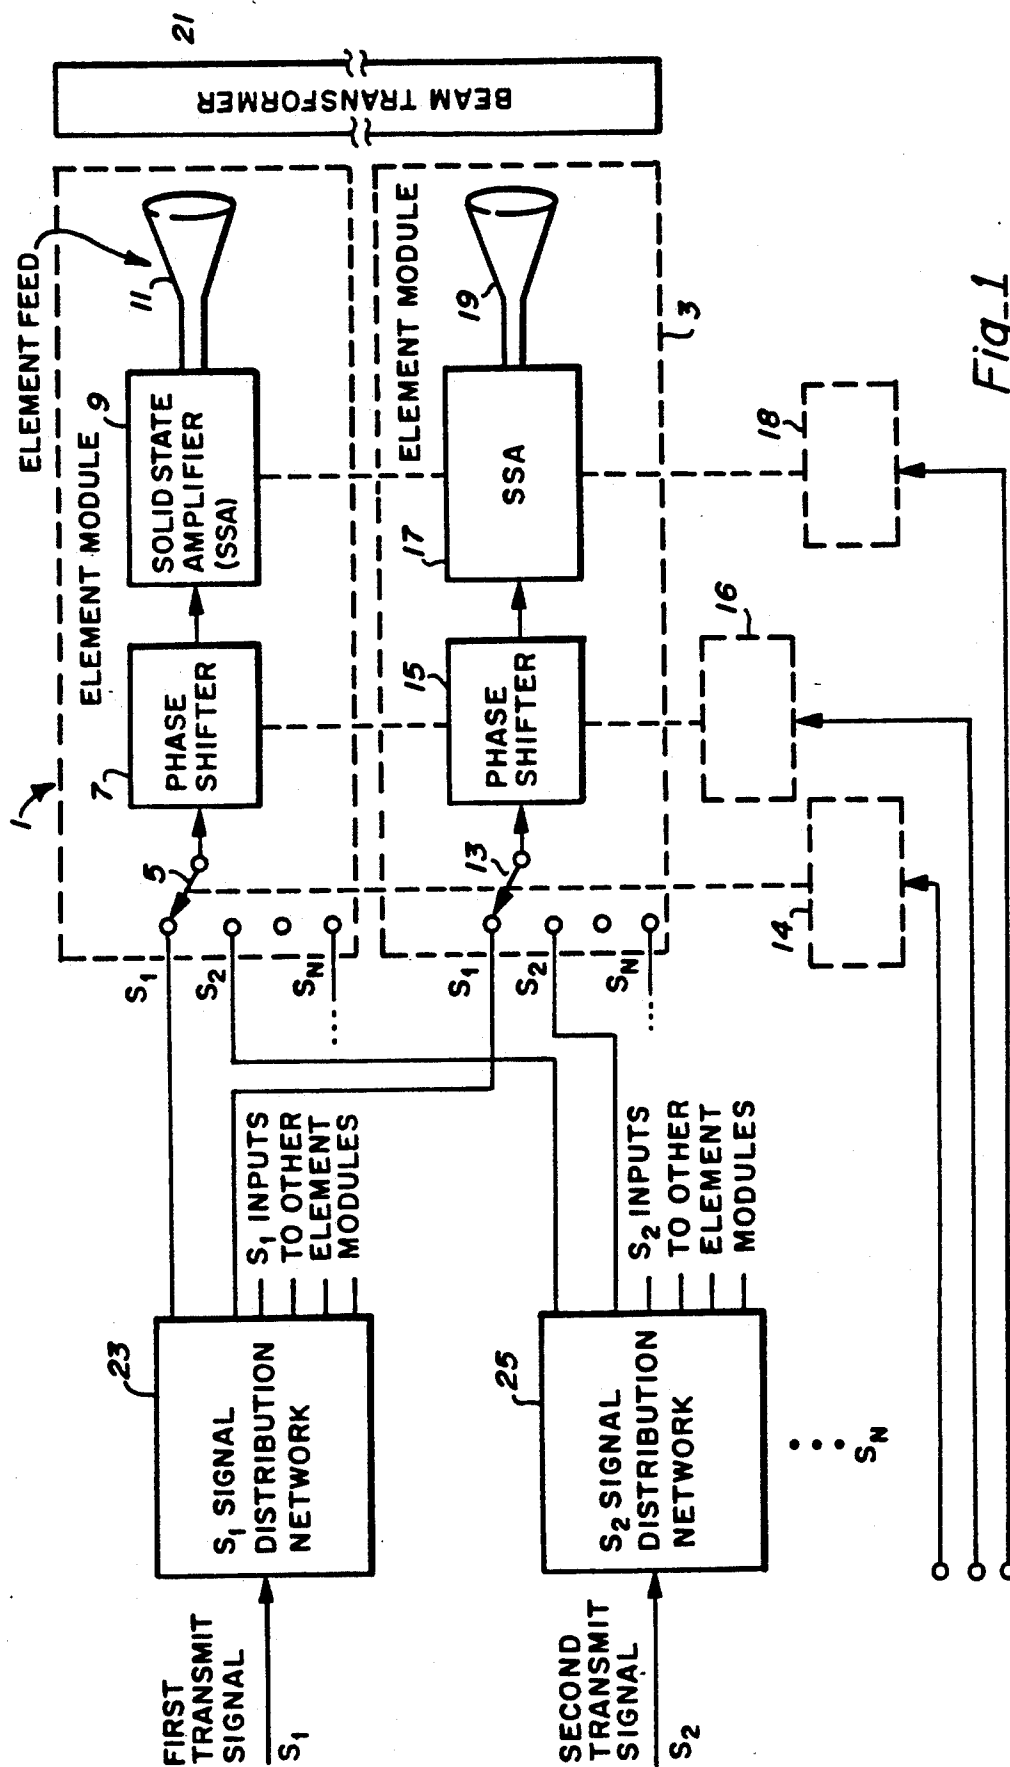 FIRST
TRANSMIT
SIGNAL
S1
23
S1 SIGNAL
DISTRIBUTION
NETWORK
S1 INPUTS
TO OTHER
ELEMENT
MODULES
SECOND
TRANSMIT
SIGNAL
S2
25
S2 SIGNAL
DISTRIBUTION
NETWORK
S2 INPUTS
TO OTHER
ELEMENT
MODULES
SN
1
ELEMENT MODULE
ELEMENT FEED
S1
S2
SN
5
7
PHASE
SHIFTER
9
SOLID STATE
AMPLIFIER
(SSA)
11
S1
S2
SN
13
15
PHASE
SHIFTER
17
SSA
ELEMENT MODULE
19
3
14
16
18
BEAM TRANSFORMER
21
Fig_1